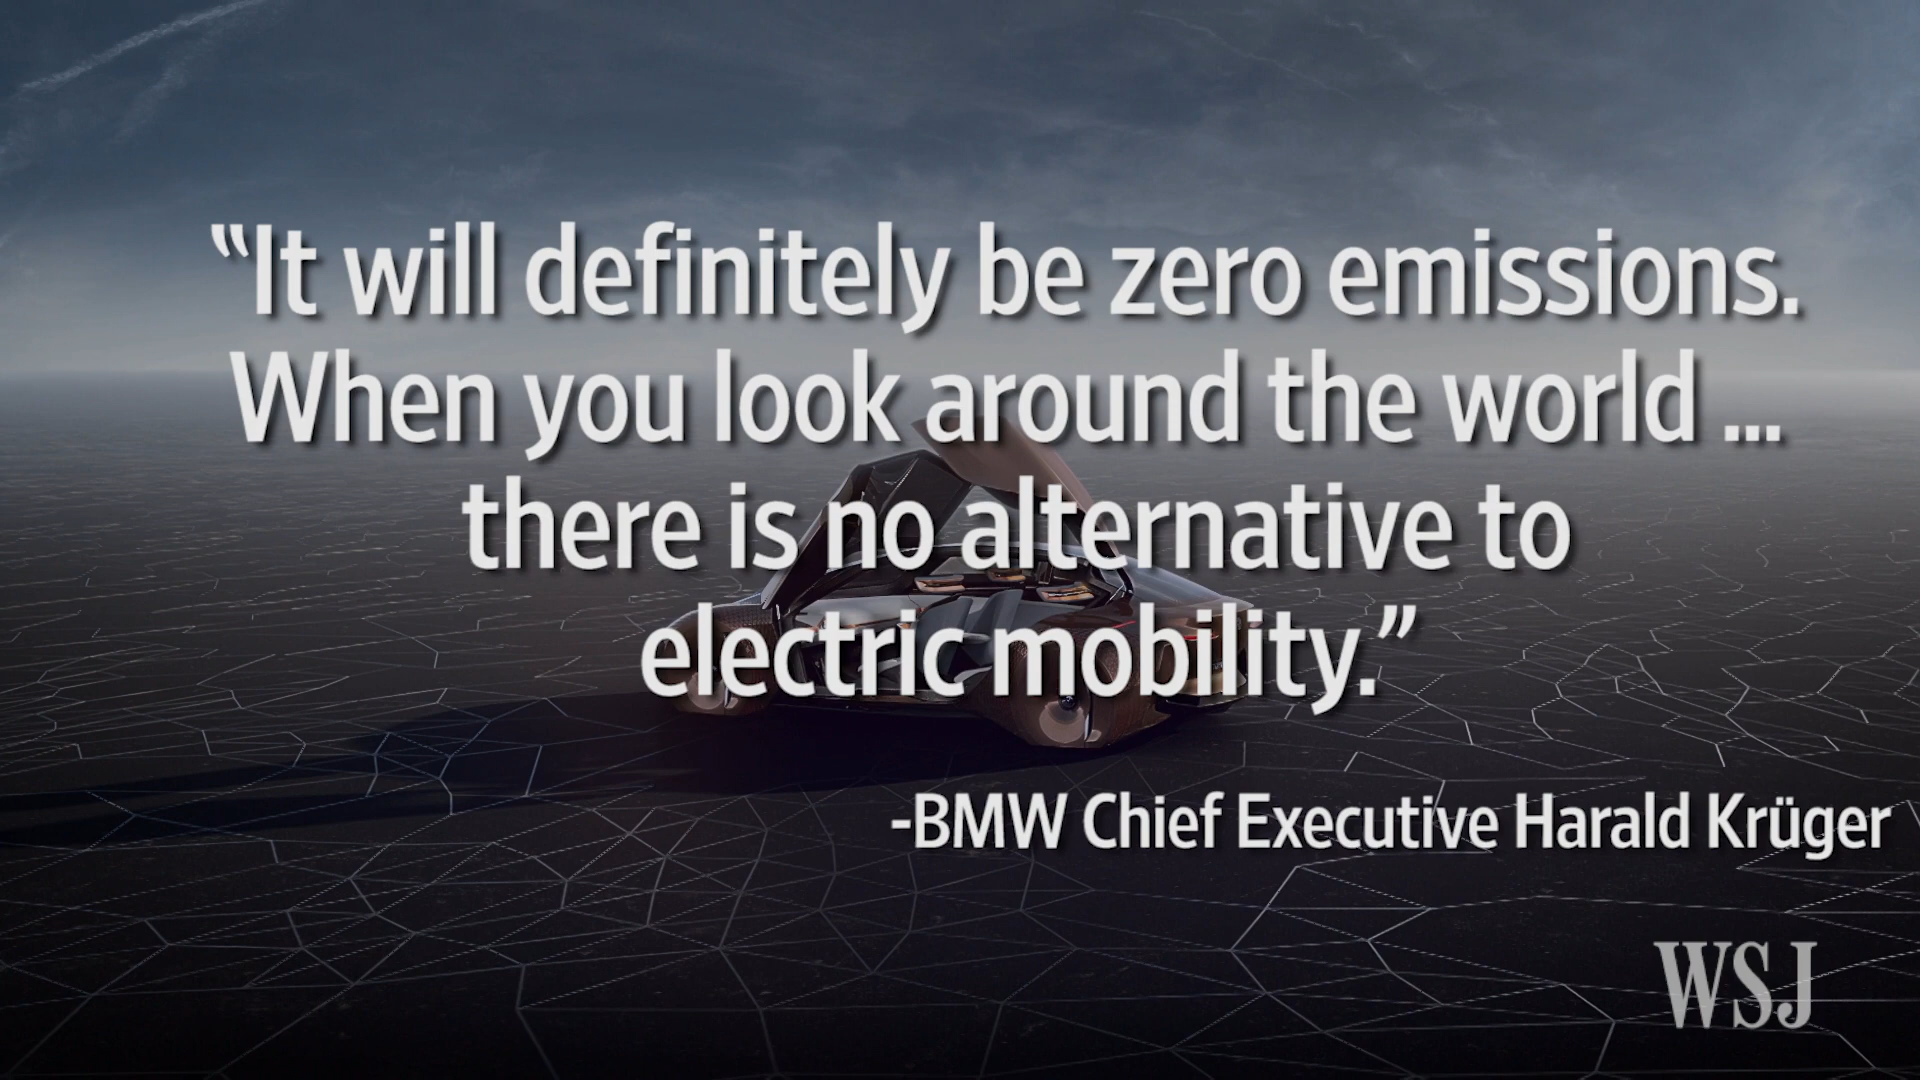 “It will definitely be zero emissions.
When you look around the world ...
there is no alternative to
electric mobility.”
-BMW Chief Executive Harald Krüger
WSJ